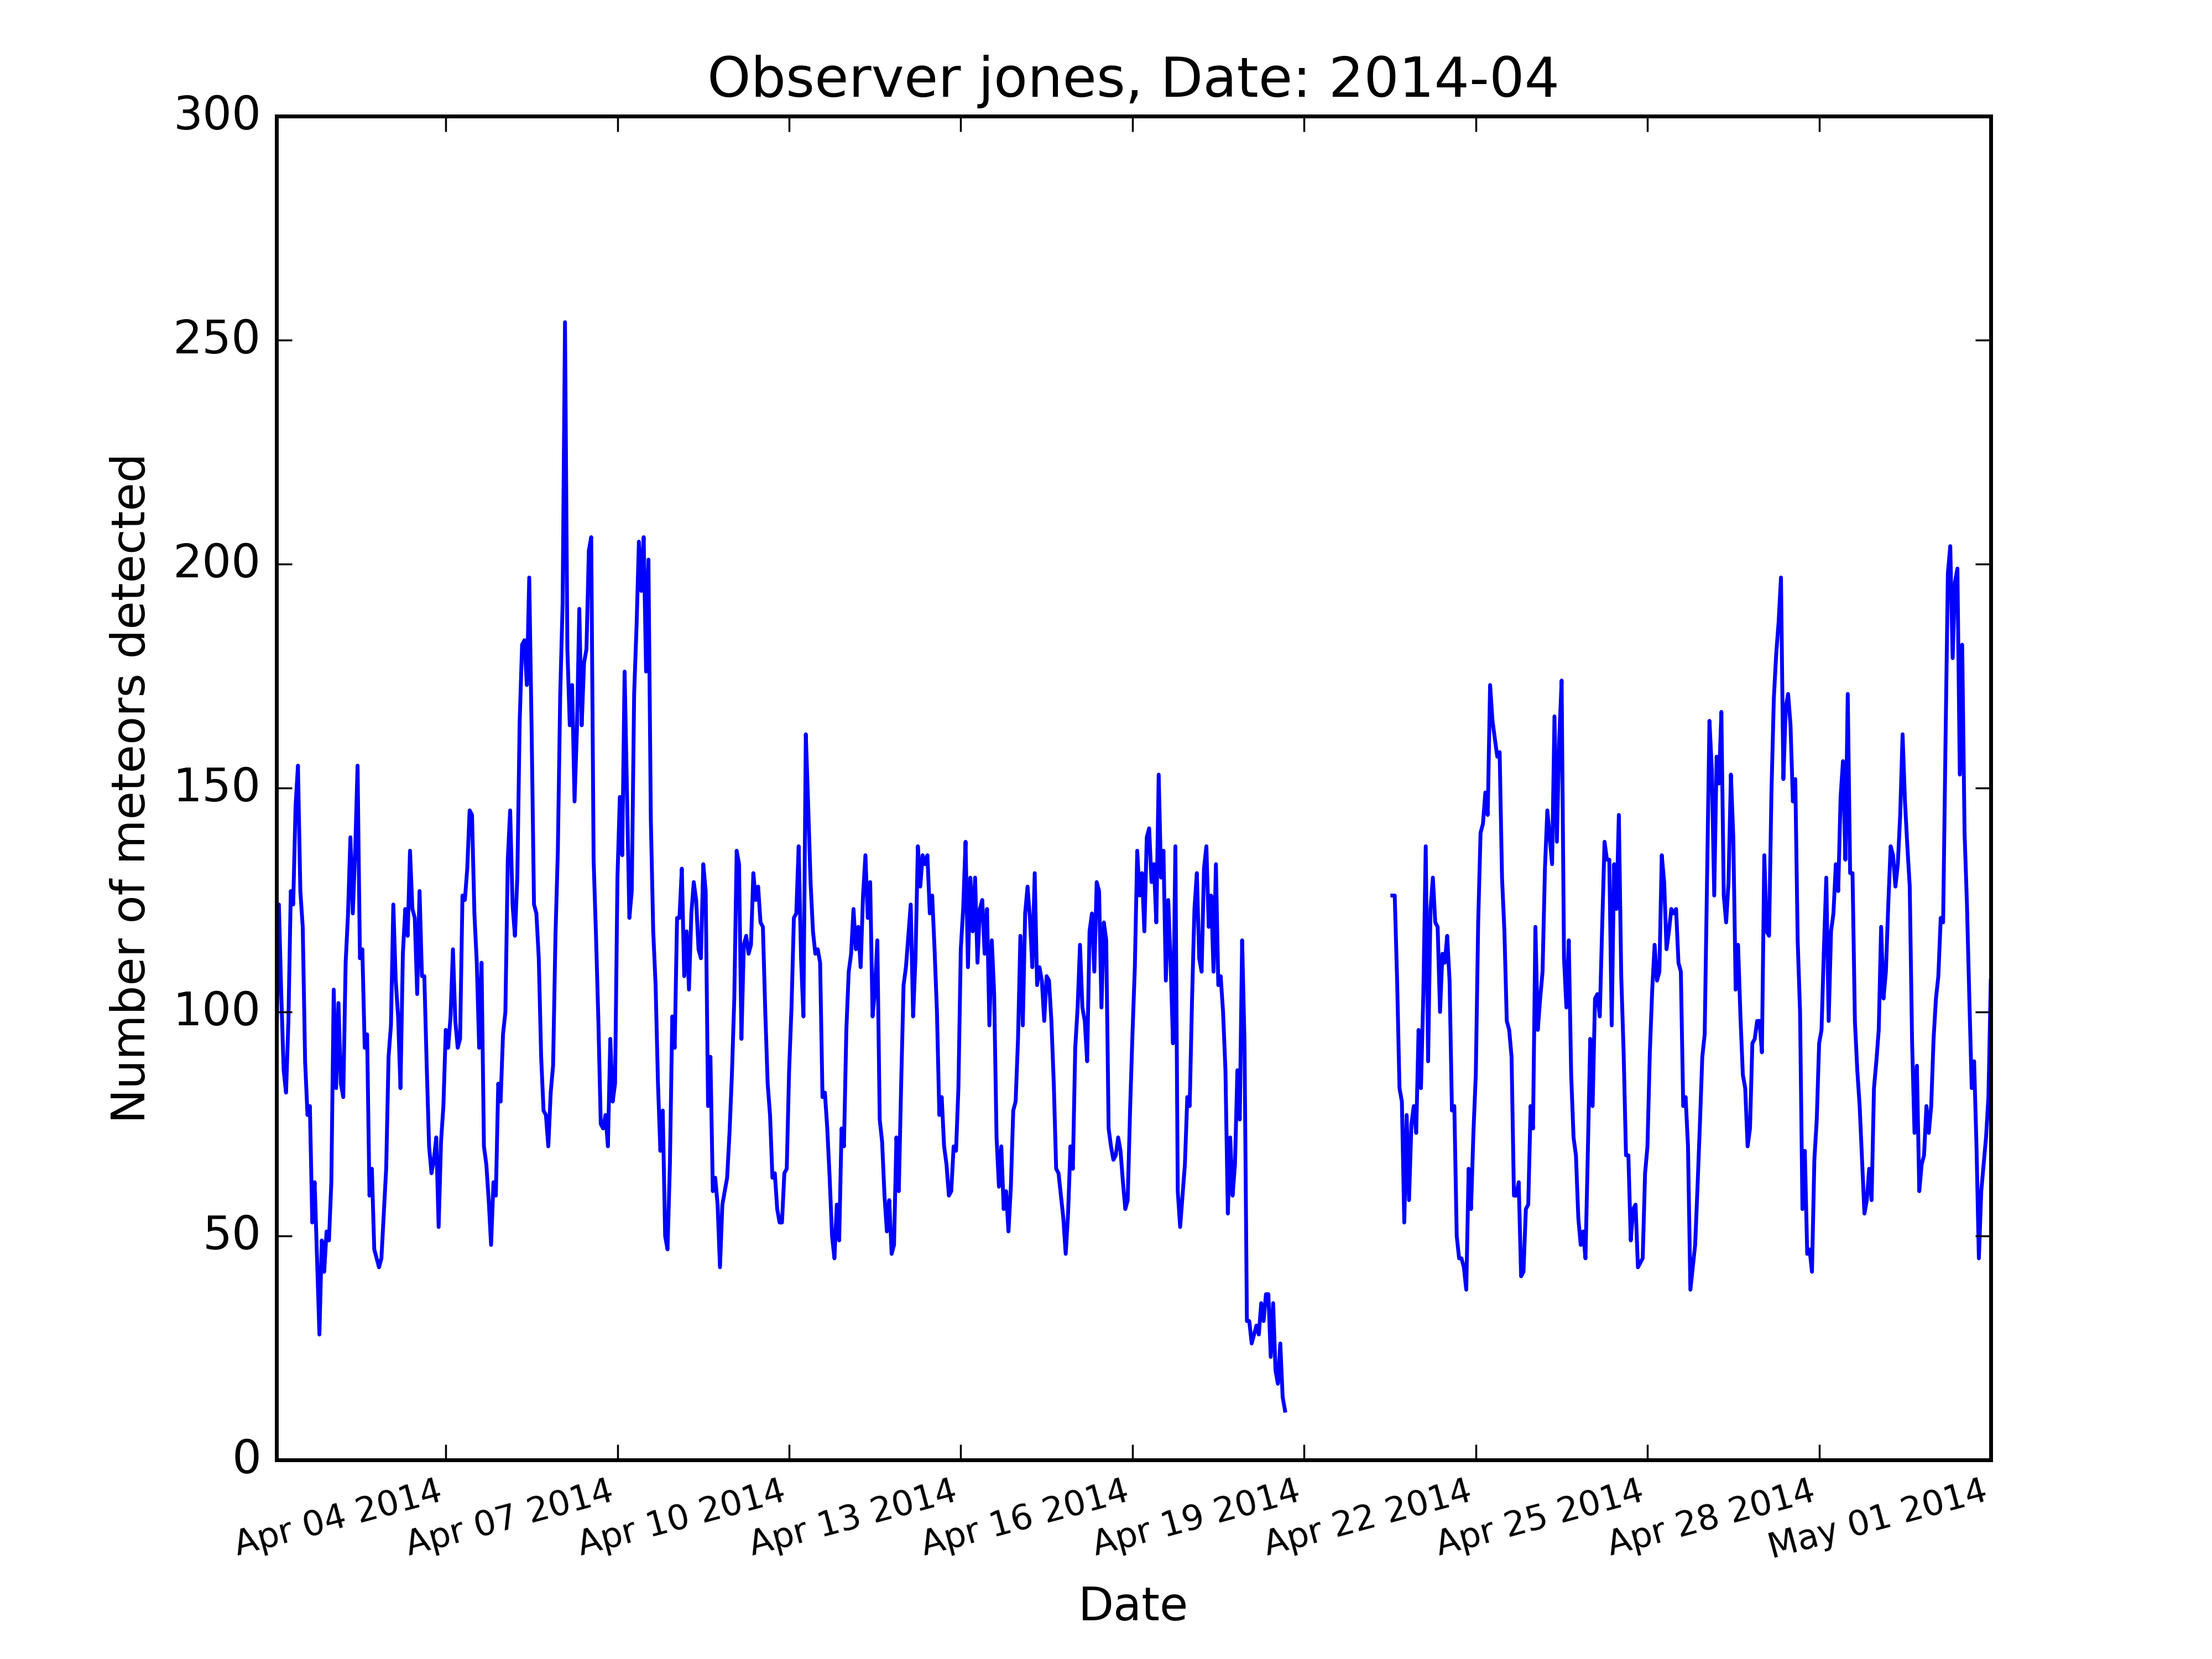 Observer jones, Date: 2014-04
300
250
200
150
100
50
0
Number of meteors detected
Apr 04 2014
Apr 07 2014
Apr 10 2014
Apr 13 2014
Apr 16 2014
Apr 19 2014
Apr 22 2014
Apr 25 2014
Apr 28 2014
May 01 2014
Date